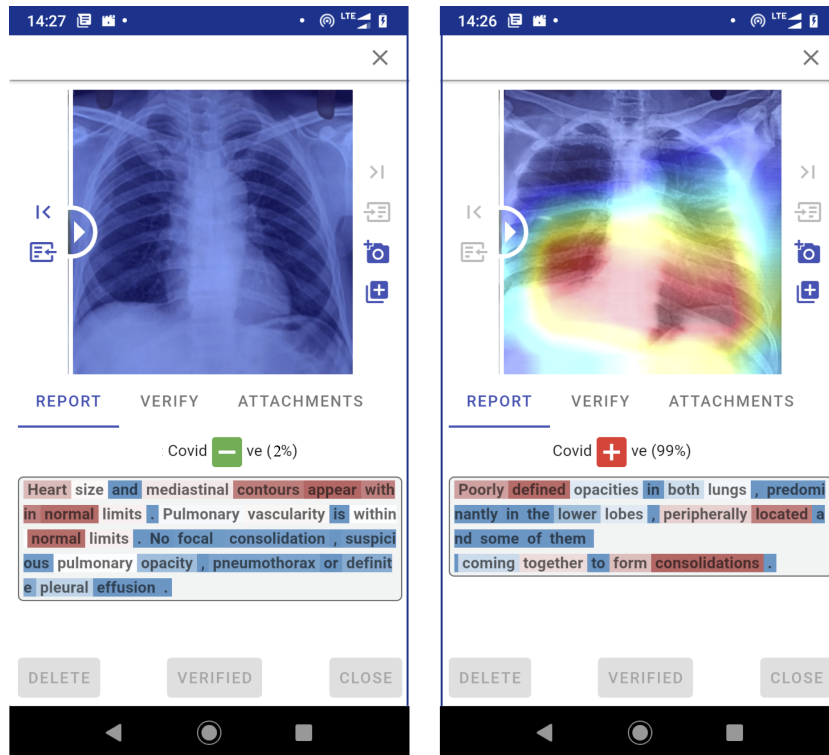 14:27
LTE
REPORT VERIFY ATTACHMENTS
: Covid − ve (2%)
Heart size and mediastinal contours appear with
in normal limits . Pulmonary vascularity is within
normal limits . No focal consolidation , suspici
ous pulmonary opacity , pneumothorax or definit
e pleural effusion .
DELETE VERIFIED CLOSE
14:26
LTE
REPORT VERIFY ATTACHMENTS
Covid + ve (99%)
Poorly defined opacities in both lungs , predomi
nantly in the lower lobes , peripherally located a
nd some of them
coming together to form consolidations .
DELETE VERIFIED CLOSE